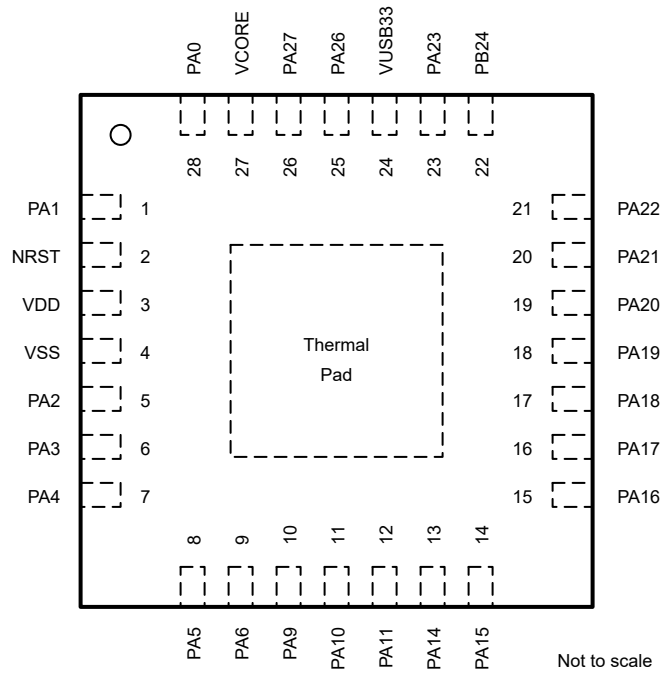 PA0
VCORE
PA27
PA26
VUSB33
PA23
PB24
28
27
26
25
24
23
22
PA1 1
NRST 2
VDD 3
VSS 4
PA2 5
PA3 6
PA4 7
21 PA22
20 PA21
19 PA20
18 PA19
17 PA18
16 PA17
15 PA16
Thermal
Pad
8
9
10
11
12
13
14
PA5
PA6
PA9
PA10
PA11
PA14
PA15
Not to scale